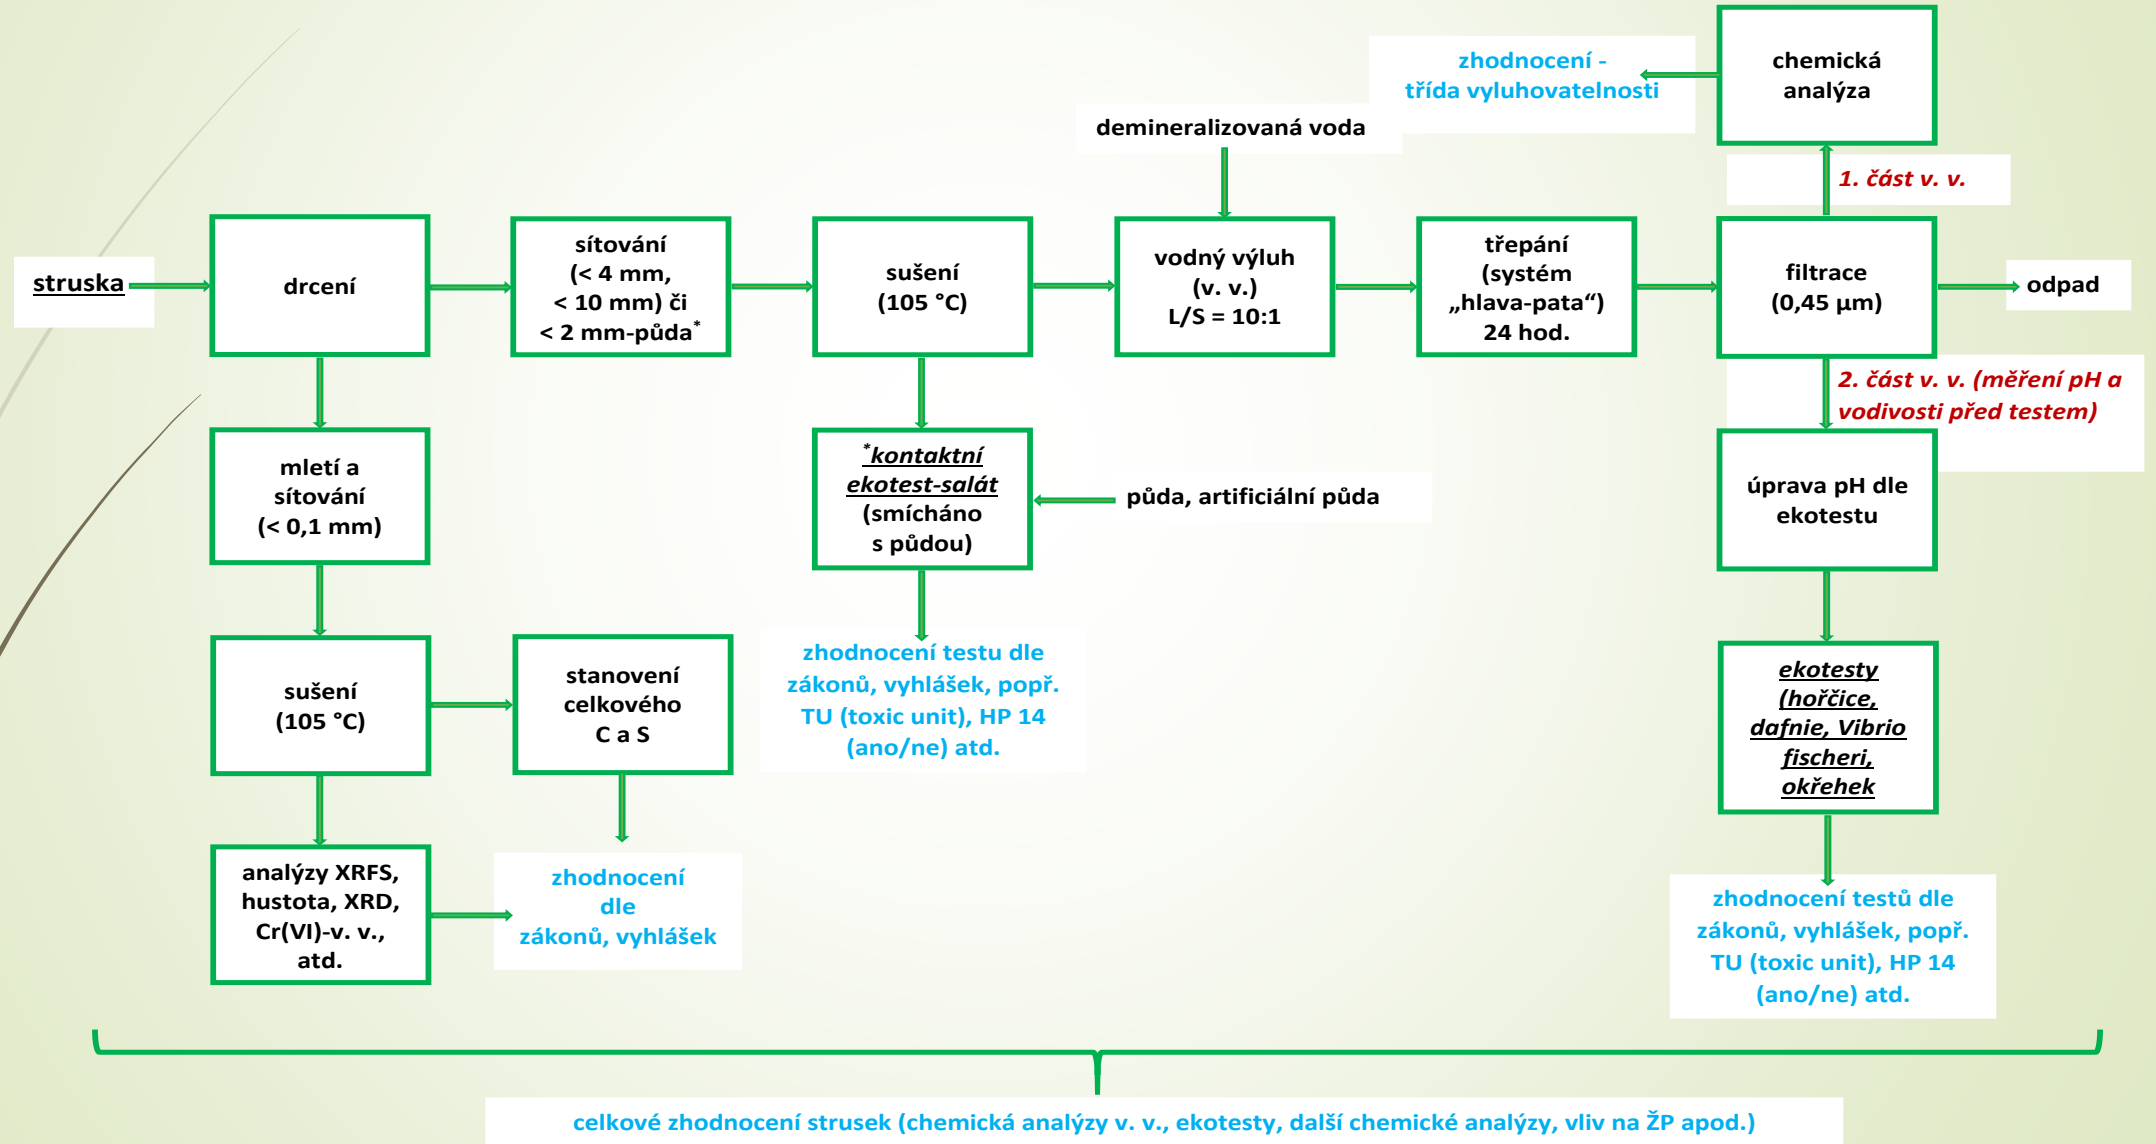 zhodnocení -
třída vyluhovatelnosti
chemická
analýza
demineralizovaná voda
1. část v. v.
struska
drcení
sítování
(< 4 mm,
< 10 mm) či
< 2 mm-půda*
sušení
(105 °C)
vodný výluh
(v. v.)
L/S = 10:1
třepání
(systém
„hlava-pata“)
24 hod.
filtrace
(0,45 µm)
odpad
2. část v. v. (měření pH a
vodivosti před testem)
mletí a
sítování
(< 0,1 mm)
*kontaktní
ekotest-salát
(smícháno
s půdou)
půda, artificiální půda
úprava pH dle
ekotestu
sušení
(105 °C)
stanovení
celkového
C a S
zhodnocení testu dle
zákonů, vyhlášek, popř.
TU (toxic unit), HP 14
(ano/ne) atd.
ekotesty
(hořčice,
dafnie, Vibrio
fischeri,
okřehek
analýzy XRFS,
hustota, XRD,
Cr(VI)-v. v.,
atd.
zhodnocení
dle
zákonů, vyhlášek
zhodnocení testů dle
zákonů, vyhlášek, popř.
TU (toxic unit), HP 14
(ano/ne) atd.
celkové zhodnocení strusek (chemická analýzy v. v., ekotesty, další chemické analýzy, vliv na ŽP apod.)